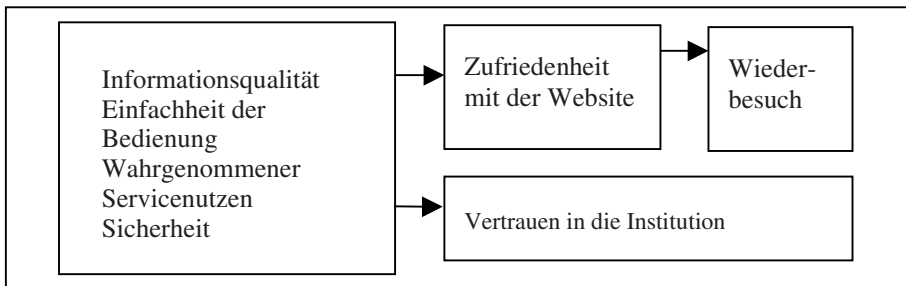 Informationsqualität
Einfachheit der
Bedienung
Wahrgenommener
Servicenutzen
Sicherheit
Zufriedenheit
mit der Website
Wieder-
besuch
Vertrauen in die Institution